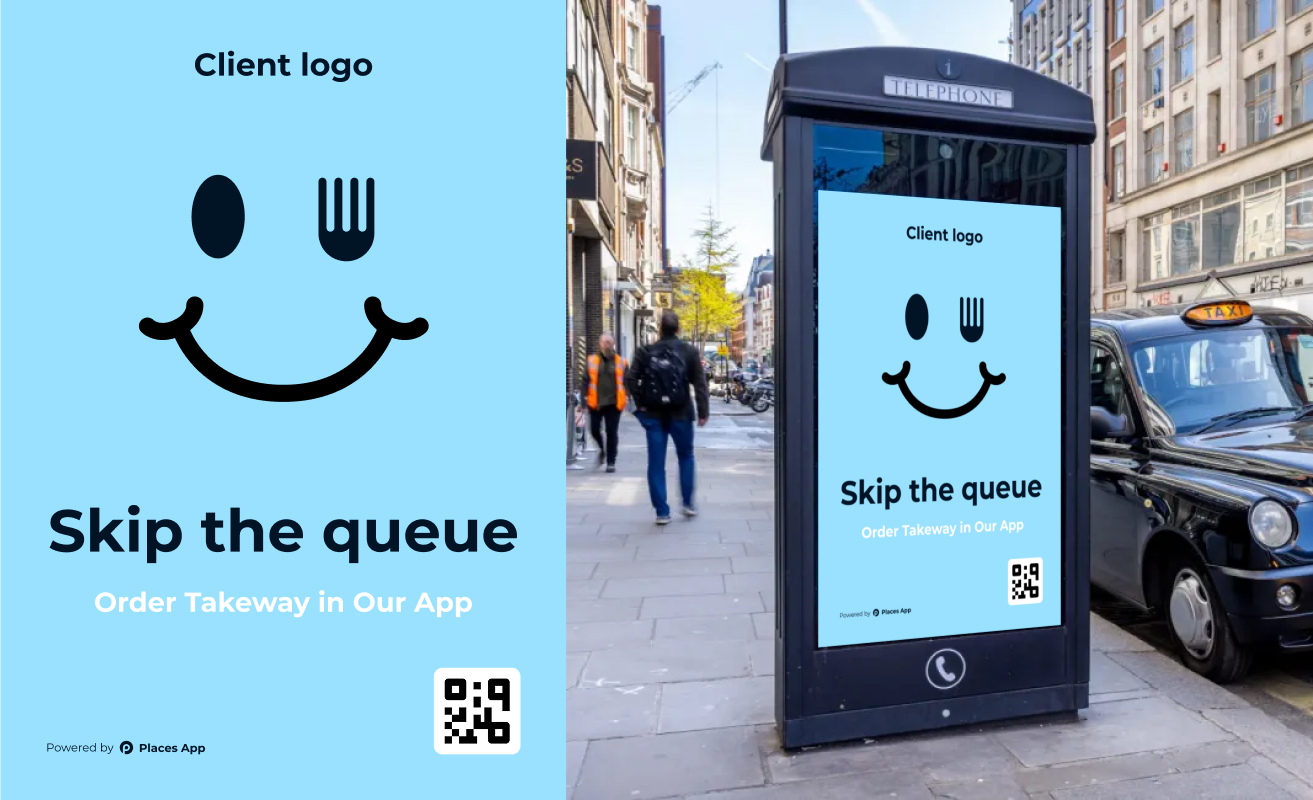 Client logo
Skip the queue
Order Takeway in Our App
Powered by Places App
TELEPHONE
Client logo
Skip the queue
Order Takeway in Our App
Powered by Places App
&S
TAXI